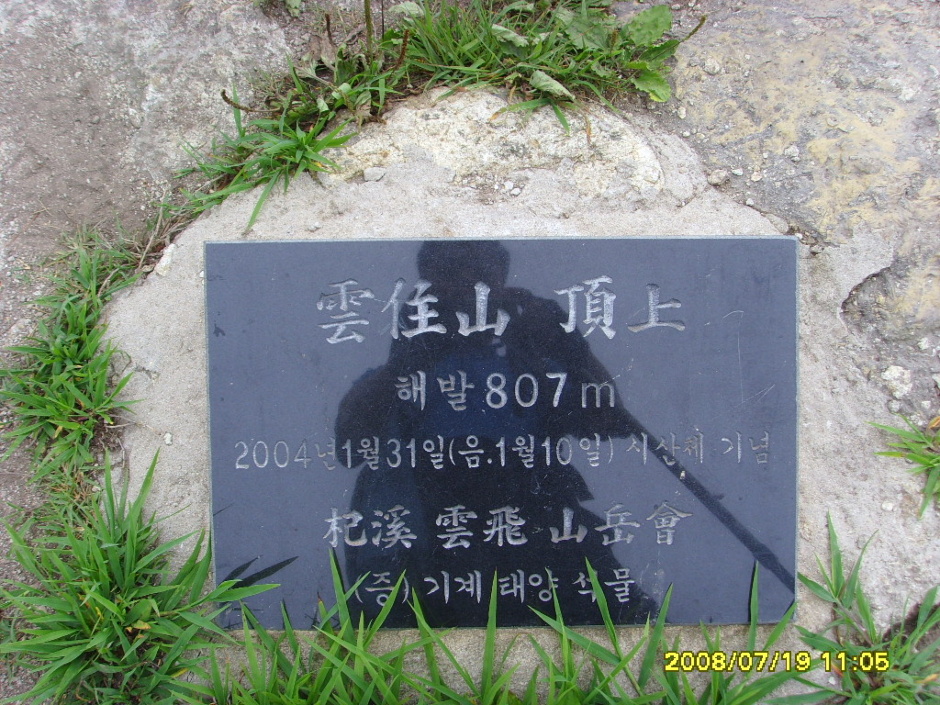 雲住山 頂上
해발 807m
2004년1월31일(음.1월10일) 시산제 기념
杞溪 雲飛 山岳會
(증) 기계 태양 석물
2008/07/19 11:05